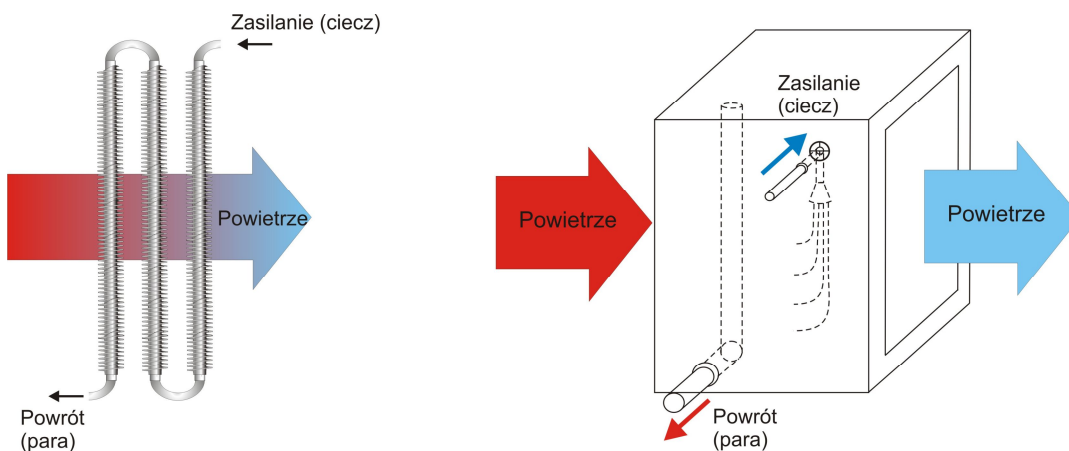 Zasilanie (ciecz)
Powietrze
Powrót
(para)
Zasilanie
(ciecz)
Powietrze
Powietrze
Powrót
(para)